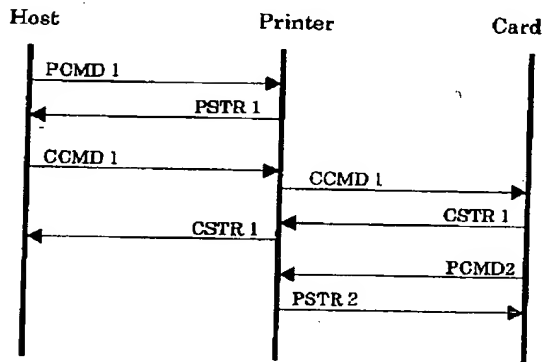 Host Printer Card
PCMD 1
PSTR 1
CCMD 1
CCMD 1
CSTR 1
CSTR 1
PCMD2
PSTR 2